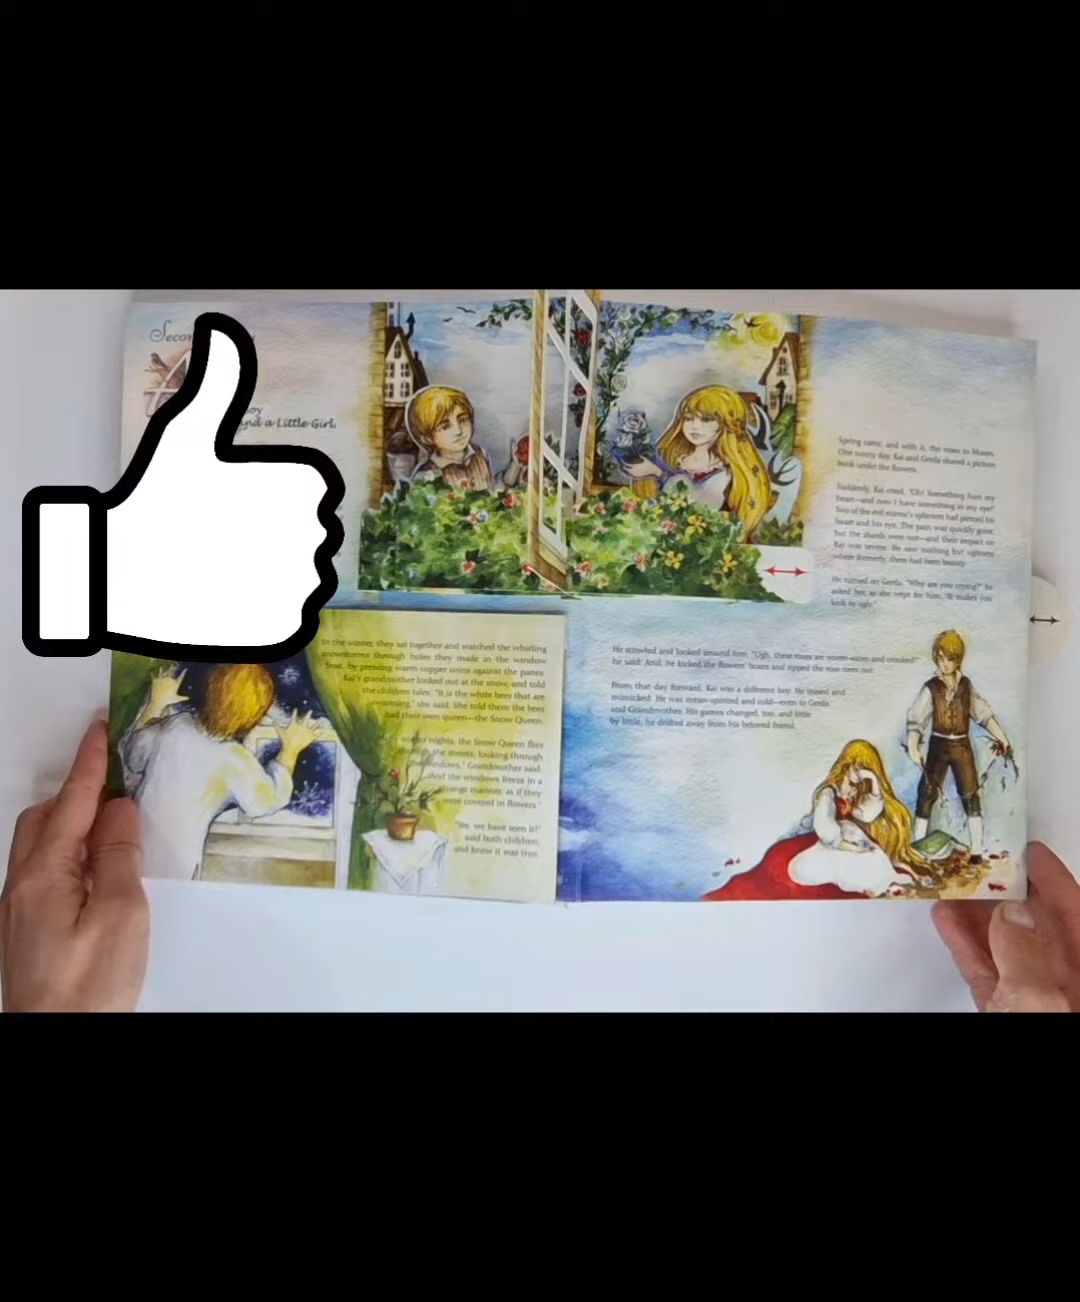 and a Little Girl.
In the winter, they sat together and watched the whirling
snowstorms through holes they made in the window
frost, by pressing warm copper coins against the panes.
Kai's grandmother looked out at the snow, and told
the children tales. "It is the white bees that are
swarming," she said. She told them the bees
had their own queen—the Snow Queen.
winter nights, the Snow Queen flies
through the streets, looking through
the windows," Grandmother said.
"And the windows freeze in a
strange manner, as if they
were covered in flowers."
"Yes, we have seen it!"
said both children,
and knew it was true.
Spring came, and with it, the roses in bloom.
One sunny day, Kai and Gerda shared a picture
book under the flowers.
Suddenly, Kai cried, "Oh! Something hurt my
heart—and now I have something in my eye!"
Two of the evil mirror's splinters had pierced his
heart and his eye. The pain was quickly gone,
but the shards were not—and their impact on
Kai was severe. He saw nothing but ugliness
where formerly, there had been beauty.
He turned on Gerda. "Why are you crying?" he
asked her, as she wept for him. "It makes you
look so ugly."
He scowled and looked around him. "Ugh, these roses are worm-eaten and crooked!"
he said. And, he kicked the flowers' boxes and ripped the rose trees out.
From that day forward, Kai was a different boy. He teased and
mimicked. He was mean-spirited and cold—even to Gerda
and Grandmother. His games changed, too, and little
by little, he drifted away from his beloved friend.